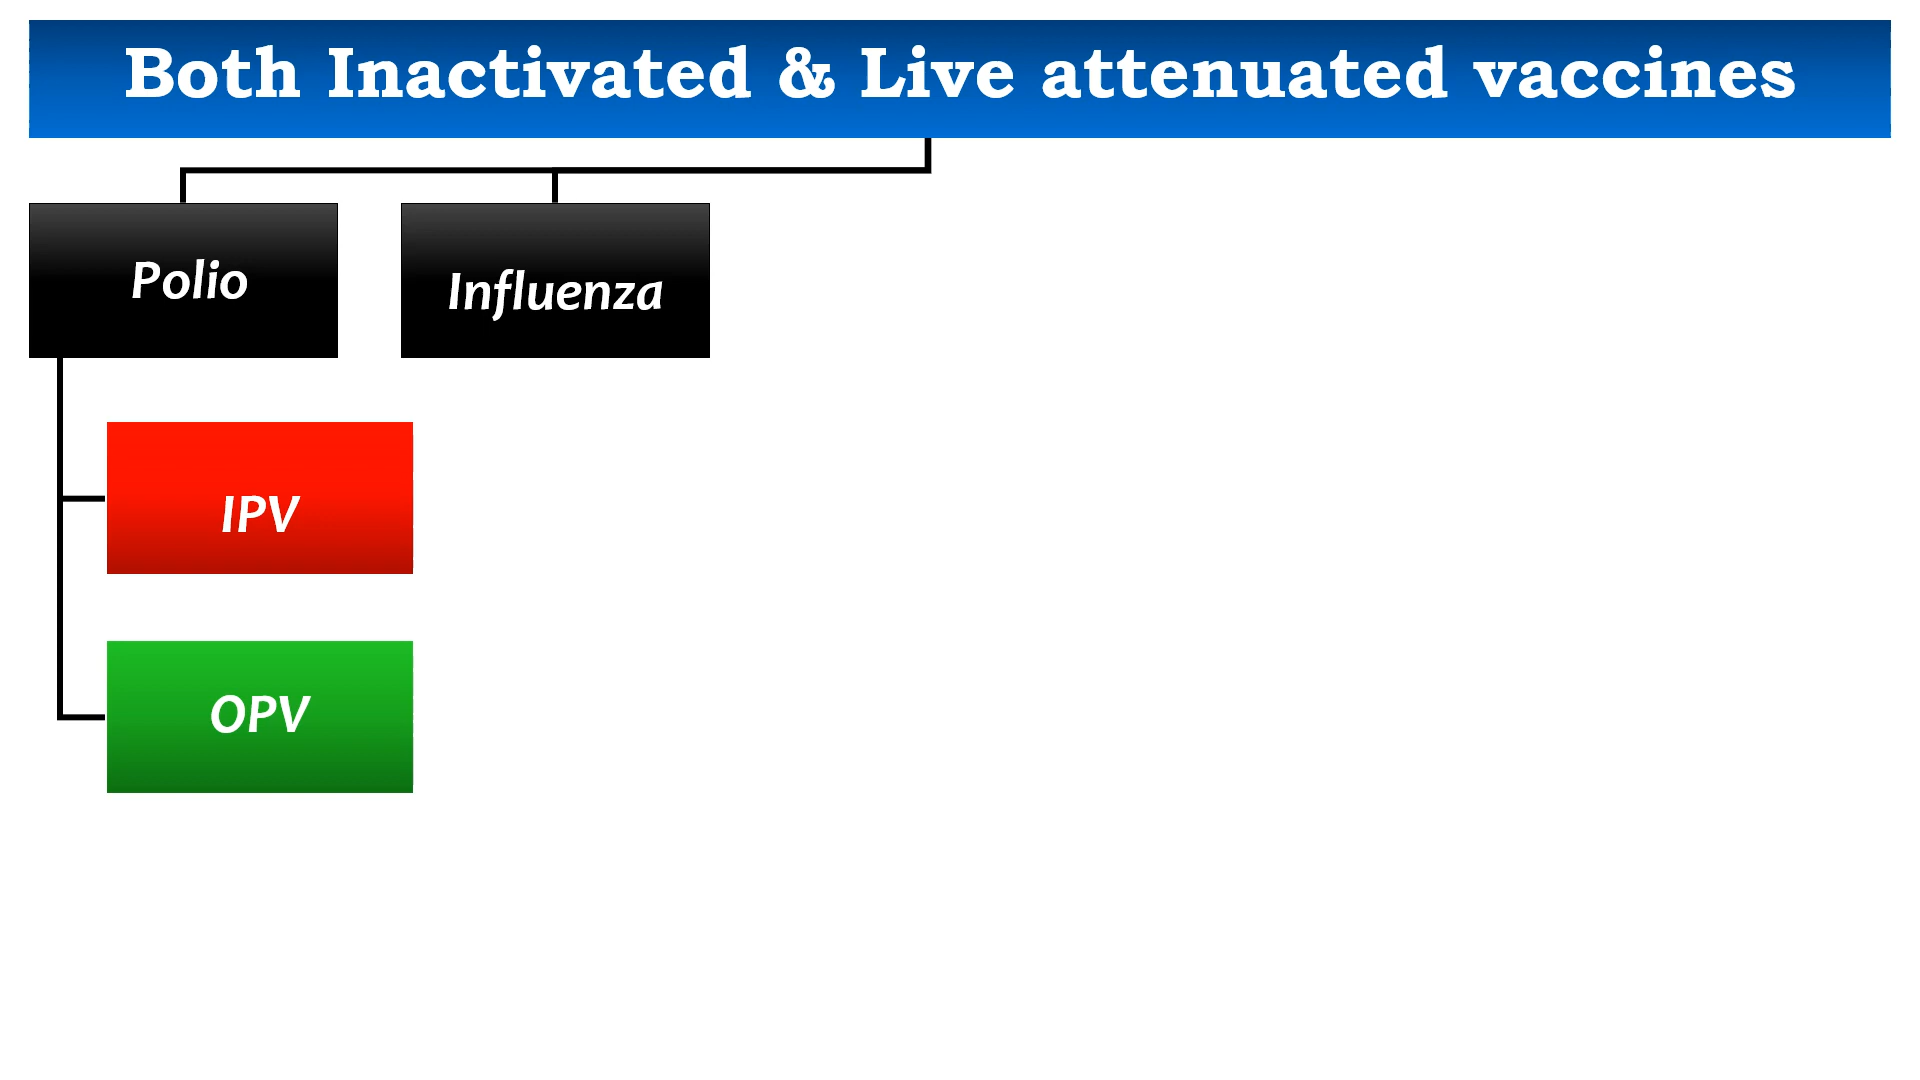 Both Inactivated & Live attenuated vaccines
Polio
Influenza
IPV
OPV